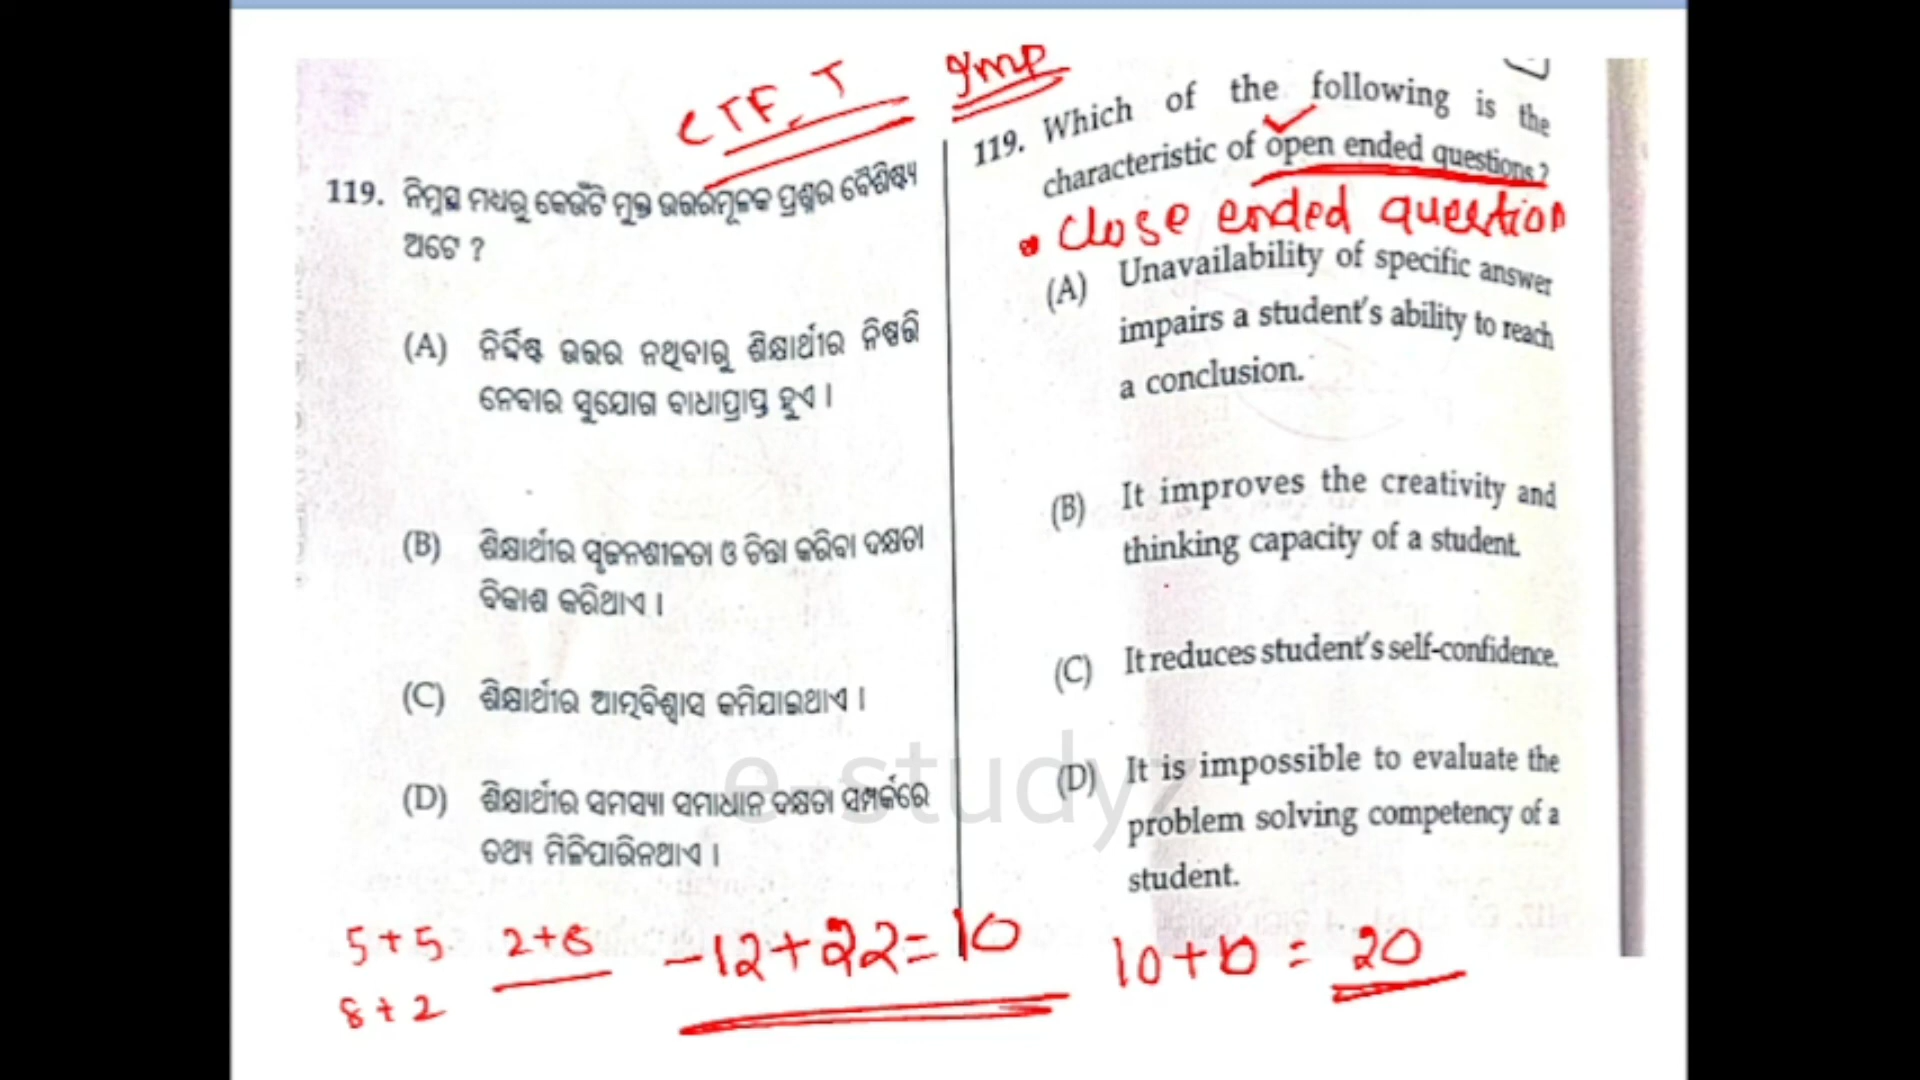 CTET Imp
119. ନିମ୍ନସ୍ଥ ମଧ୍ୟରୁ କେଉଁଟି ମୁକ୍ତ ଉତ୍ତରମୂଳକ ପ୍ରଶ୍ନର ବୈଶିଷ୍ଟ୍ୟ
ଅଟେ ?
(A) ନିର୍ଦ୍ଦିଷ୍ଟ ଉତ୍ତର ନଥିବାରୁ ଶିକ୍ଷାର୍ଥୀର ନିଷ୍ପତ୍ତି
ନେବାର ସୁଯୋଗ ବାଧାପ୍ରାପ୍ତ ହୁଏ ।
(B) ଶିକ୍ଷାର୍ଥୀର ସୃଜନଶୀଳତା ଓ ଚିନ୍ତା କରିବା ଦକ୍ଷତା
ବିକାଶ କରିଥାଏ ।
(C) ଶିକ୍ଷାର୍ଥୀର ଆତ୍ମବିଶ୍ୱାସ କମିଯାଇଥାଏ ।
(D) ଶିକ୍ଷାର୍ଥୀର ସମସ୍ୟା ସମାଧାନ ଦକ୍ଷତା ସମ୍ପର୍କରେ
ତଥ୍ୟ ମିଳିପାରିନଥାଏ ।
119. Which of the following is the
characteristic of open ended questions?
close ended question
(A) Unavailability of specific answer
impairs a student's ability to reach
a conclusion.
(B) It improves the creativity and
thinking capacity of a student.
(C) It reduces student's self-confidence.
(D) It is impossible to evaluate the
problem solving competency of a
student.
e-studyz
5+5 2+8 -12+22=10 10+10=20
8+2